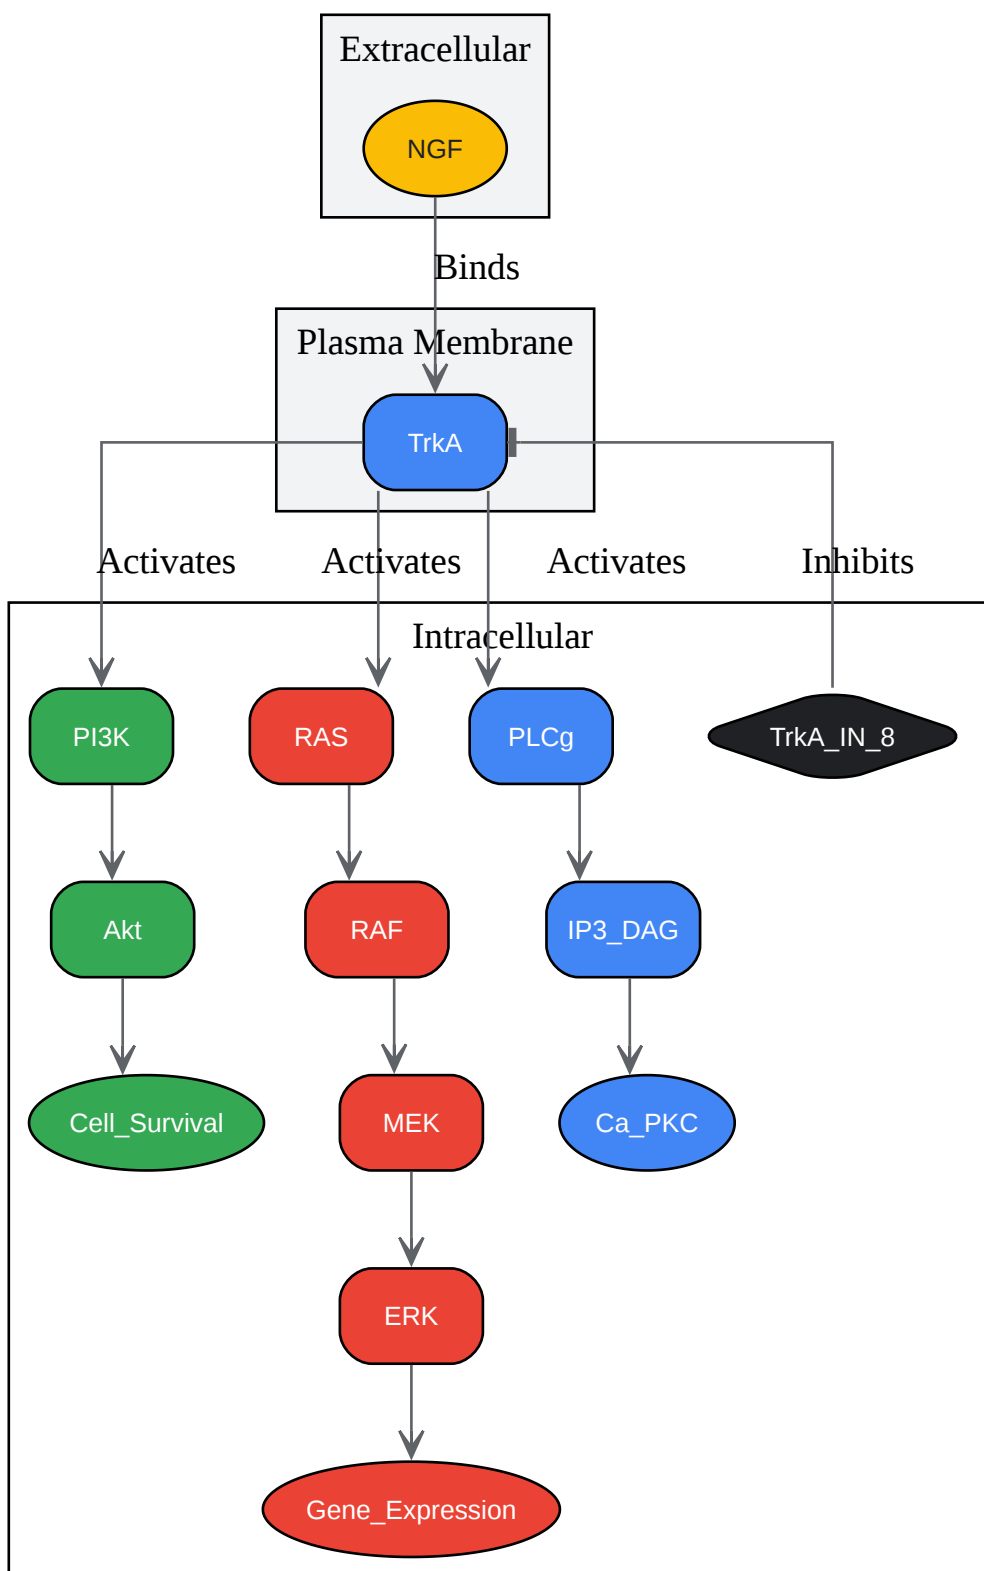 Extracellular
NGF
Binds
Plasma Membrane
TrkA
Activates
Activates
Activates
Inhibits
Intracellular
PI3K
RAS
PLCg
TrkA_IN_8
Akt
RAF
IP3_DAG
Cell_Survival
MEK
Ca_PKC
ERK
Gene_Expression